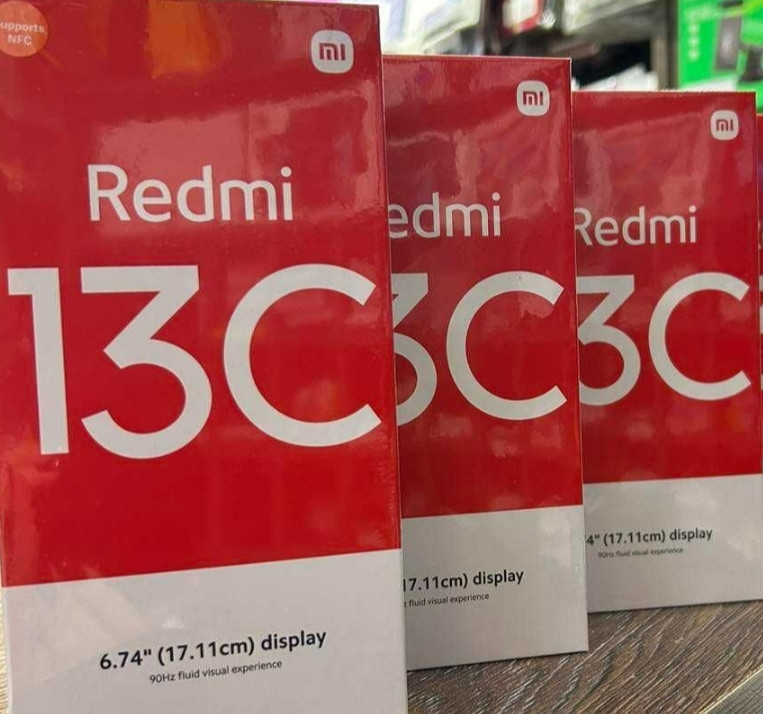 upports
NFC
mi
Redmi
13C
6.74" (17.11cm) display
90Hz fluid visual experience
mi
edmi
3C
17.11cm) display
fluid visual experience
mi
Redmi
3C
4" (17.11cm) display
90Hz fluid visual experience